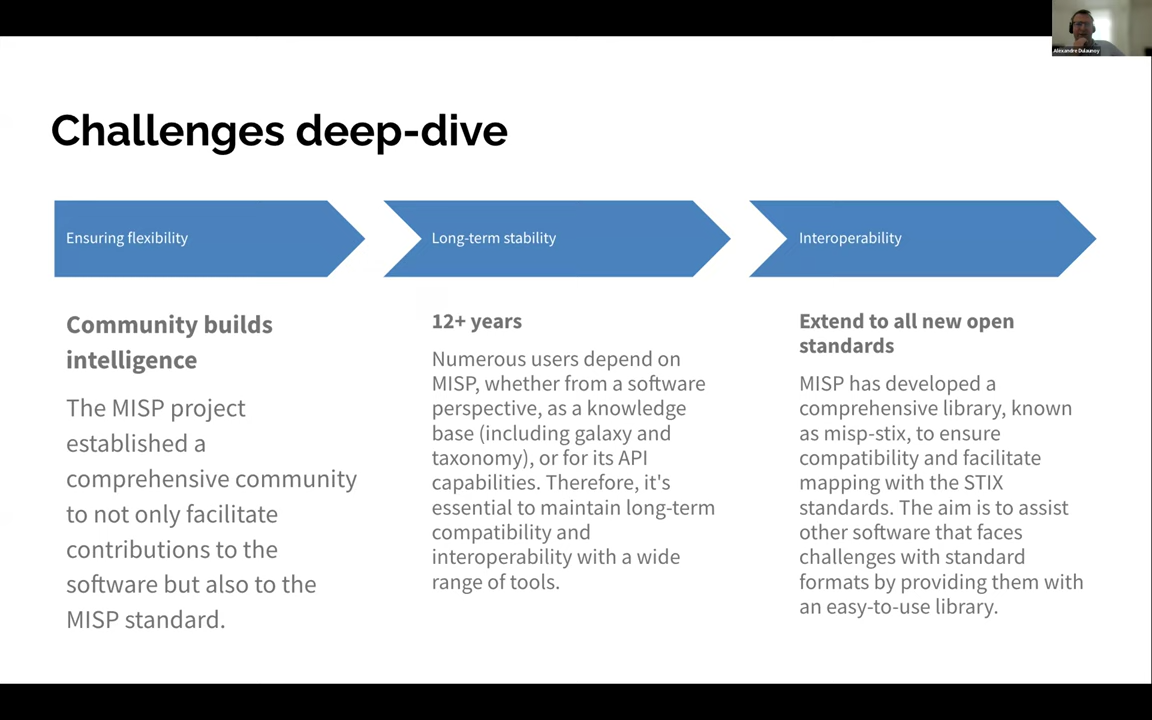 Alexandre Dulaunoy
Challenges deep-dive
Ensuring flexibility
Long-term stability
Interoperability
Community builds
intelligence
The MISP project
established a
comprehensive community
to not only facilitate
contributions to the
software but also to the
MISP standard.
12+ years
Numerous users depend on
MISP, whether from a software
perspective, as a knowledge
base (including galaxy and
taxonomy), or for its API
capabilities. Therefore, it's
essential to maintain long-term
compatibility and
interoperability with a wide
range of tools.
Extend to all new open
standards
MISP has developed a
comprehensive library, known
as misp-stix, to ensure
compatibility and facilitate
mapping with the STIX
standards. The aim is to assist
other software that faces
challenges with standard
formats by providing them with
an easy-to-use library.